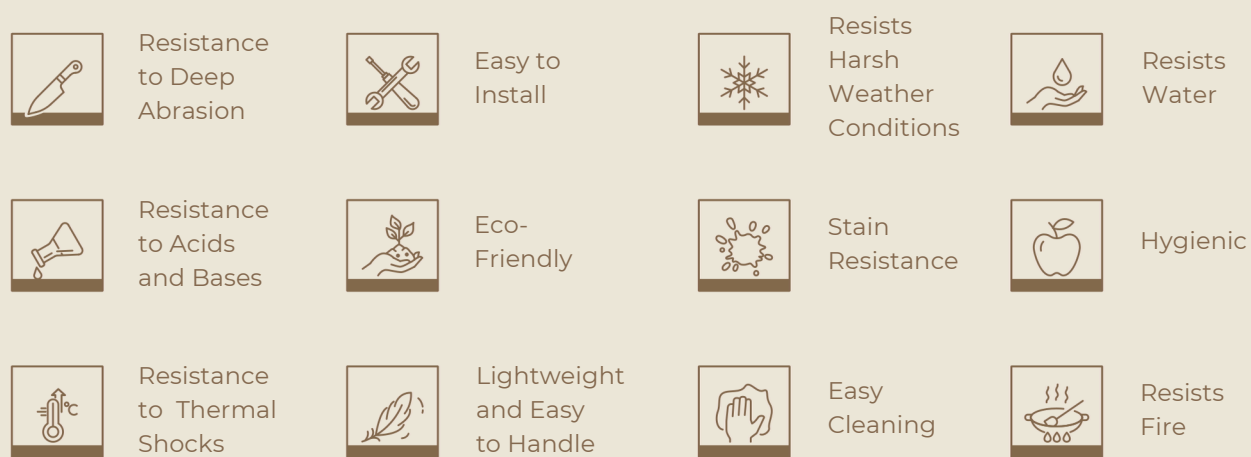 Resistance
to Deep
Abrasion
Easy to
Install
Resists
Harsh
Weather
Conditions
Resists
Water
Resistance
to Acids
and Bases
Eco-
Friendly
Stain
Resistance
Hygienic
°C
Resistance
to Thermal
Shocks
Lightweight
and Easy
to Handle
Easy
Cleaning
Resists
Fire